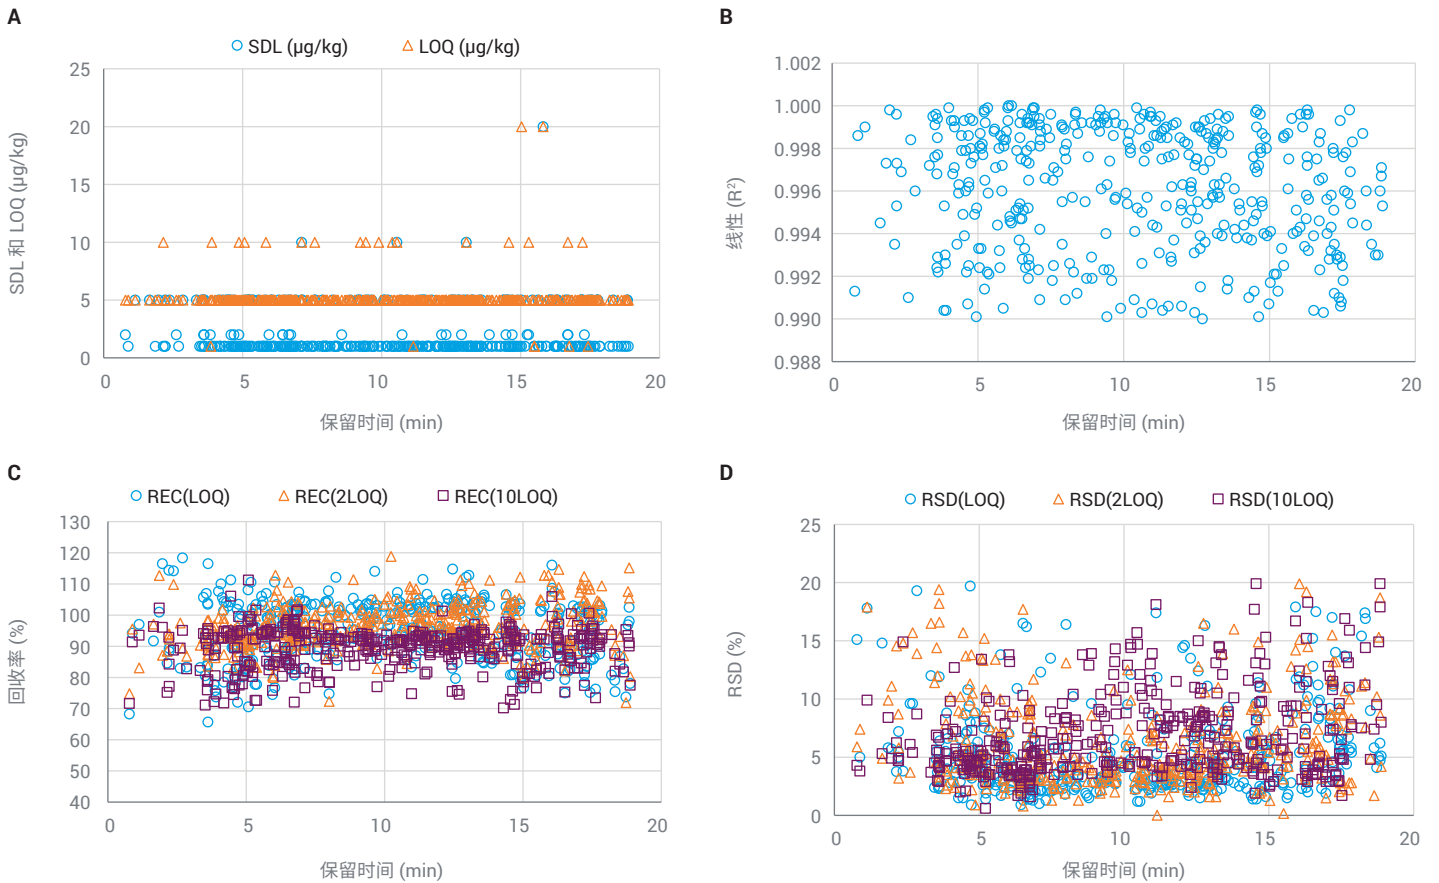 A
SDL (µg/kg) LOQ (µg/kg)
25
20
15
10
5
0
SDL 和 LOQ (µg/kg)
0 5 10 15 20
保留时间 (min)
B
1.002
1.000
0.998
0.996
0.994
0.992
0.990
0.988
线性 (R²)
0 5 10 15 20
保留时间 (min)
C
REC(LOQ) REC(2LOQ) REC(10LOQ)
130
120
110
100
90
80
70
60
50
40
回收率 (%)
0 5 10 15 20
保留时间 (min)
D
RSD(LOQ) RSD(2LOQ) RSD(10LOQ)
25
20
15
10
5
0
RSD (%)
0 5 10 15 20
保留时间 (min)